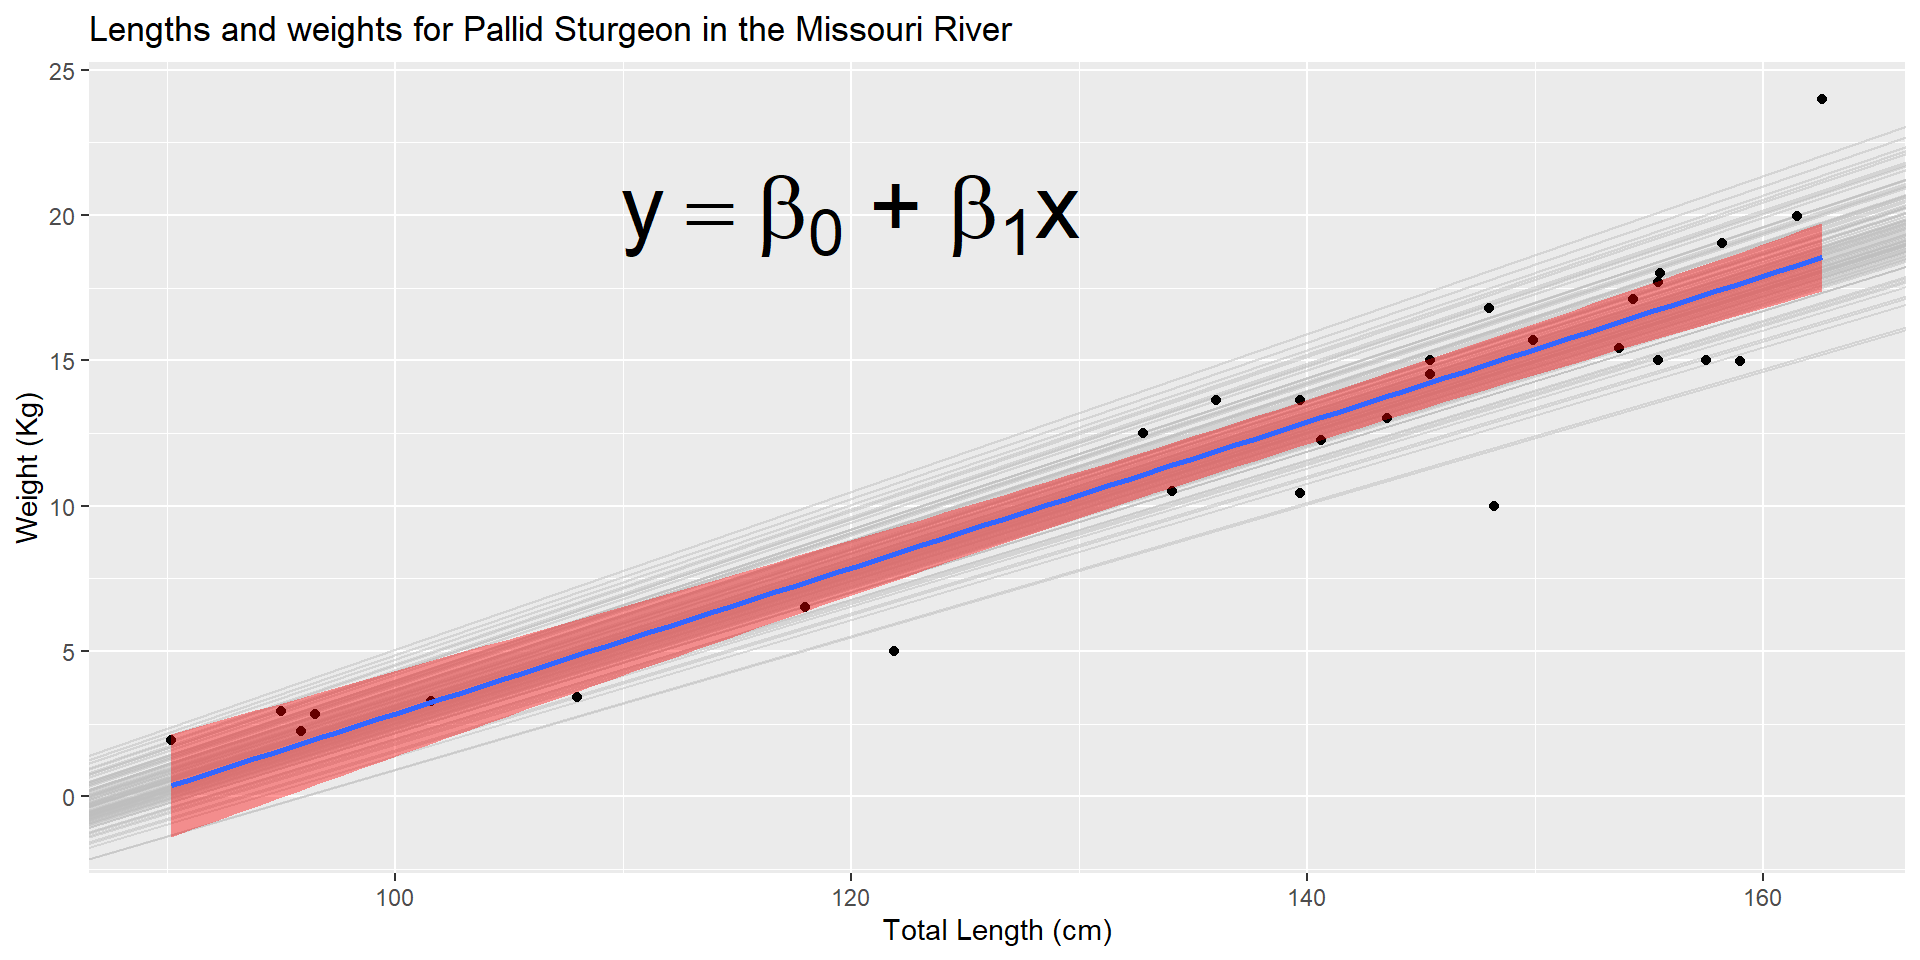 Lengths and weights for Pallid Sturgeon in the Missouri River
25
20
15
10
5
0
Weight (Kg)
y = β₀ + β₁x
100 120 140 160
Total Length (cm)